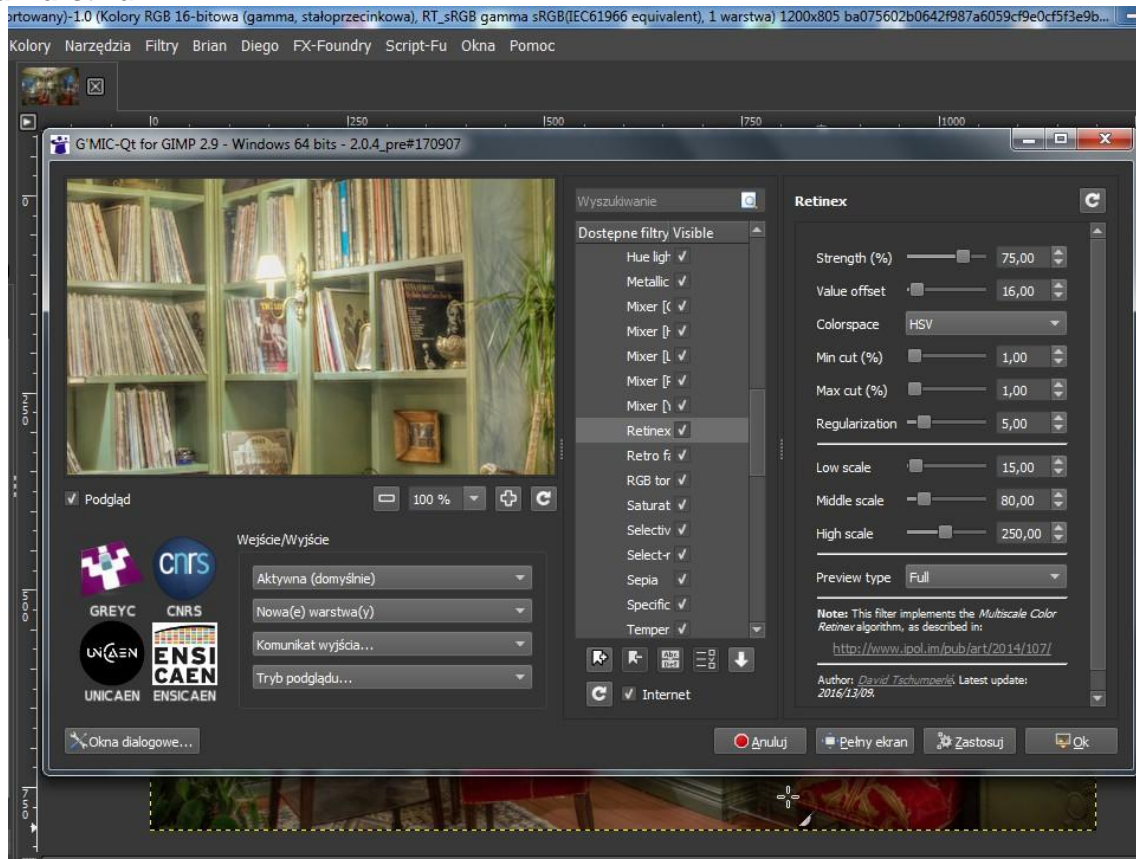 ortowany)-1.0 (Kolory RGB 16-bitowa (gamma, stałoprzecinkowa), RT_sRGB gamma sRGB(IEC61966 equivalent), 1 warstwa) 1200x805 ba075602b0642f987a6059cf9e0cf5f3e9b...
Kolory Narzędzia Filtry Brian Diego FX-Foundry Script-Fu Okna Pomoc
0 250 500 750 1000
G'MIC-Qt for GIMP 2.9 - Windows 64 bits - 2.0.4_pre#170907
Wyszukiwanie
Dostępne filtry Visible
Hue ligh
Metallic
Mixer [
Mixer [
Mixer [L
Mixer [
Mixer [
Retinex
Retro fa
RGB tor
Saturat
Selectiv
Select-r
Sepia
Specific
Temper
Internet
Retinex
Strength (%) 75,00
Value offset 16,00
Colorspace HSV
Min cut (%) 1,00
Max cut (%) 1,00
Regularization 5,00
Low scale 15,00
Middle scale 80,00
High scale 250,00
Preview type Full
Note: This filter implements the Multiscale Color
Retinex algorithm, as described in:
http://www.ipol.im/pub/art/2014/107/
Author: David Tschumperlé. Latest update:
2016/13/09.
Podgląd 100 %
Wejście/Wyjście
Aktywna (domyślnie)
Nowa(e) warstwa(y)
Komunikat wyjścia...
Tryb podglądu...
cnrs
GREYC CNRS
UNICAEN ENSI
CAEN
UNICAEN ENSICAEN
Okna dialogowe...
Anuluj Pełny ekran Zastosuj Ok